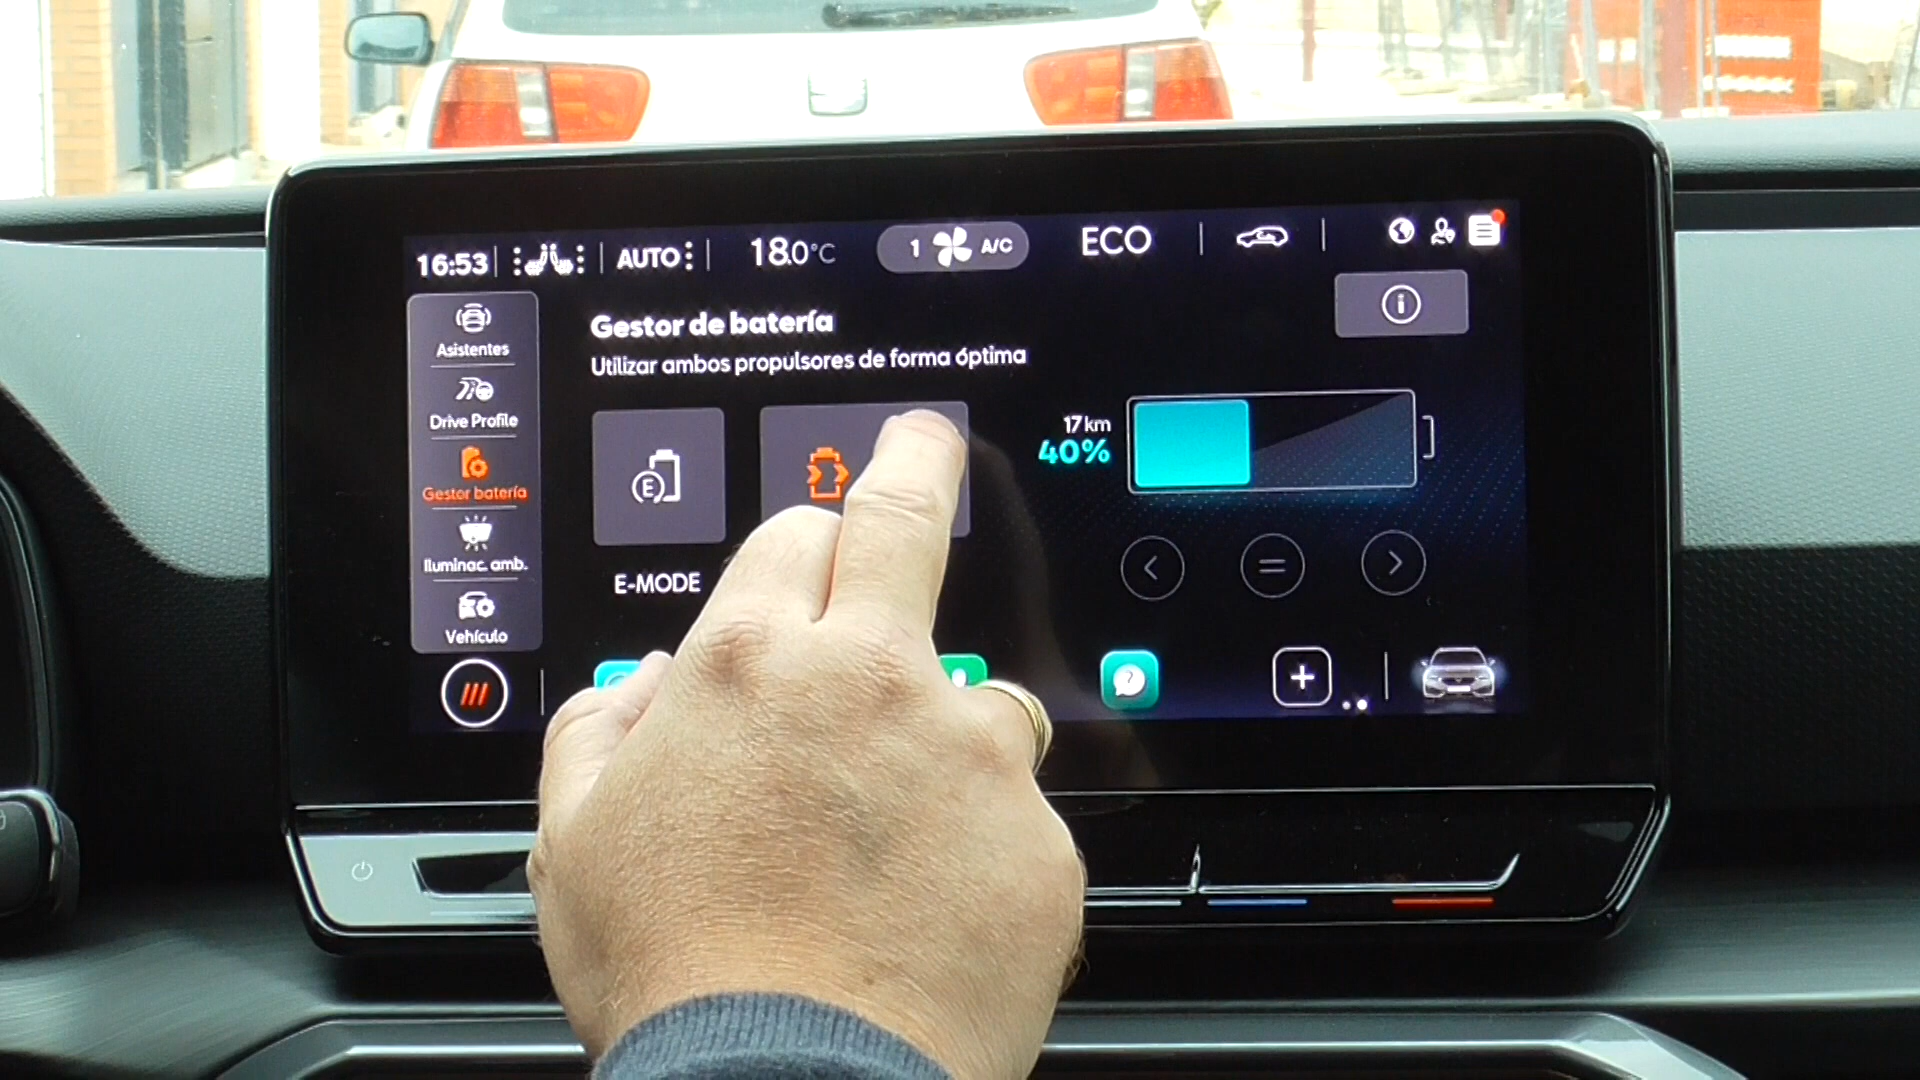 16:53
AUTO
18.0°C
1 A/C
ECO
Asistentes
Drive Profile
Gestor batería
Iluminac. amb.
Vehículo
Gestor de batería
Utilizar ambos propulsores de forma óptima
E
E-MODE
17 km
40%